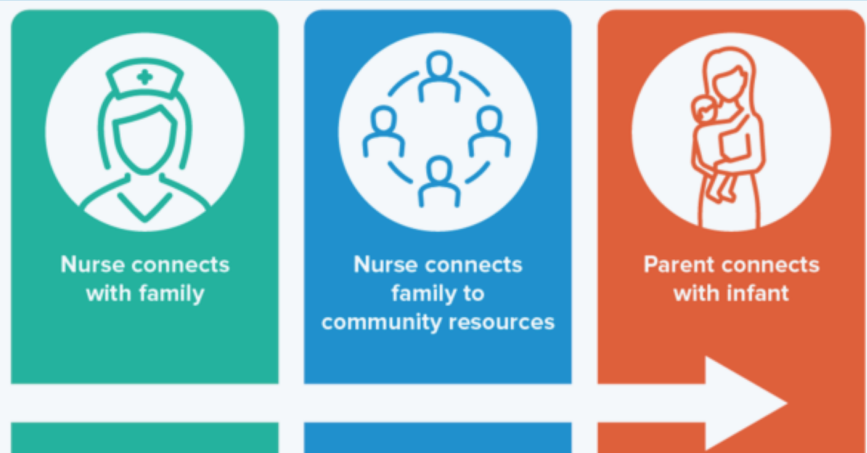 Nurse connects
with family
Nurse connects
family to
community resources
Parent connects
with infant